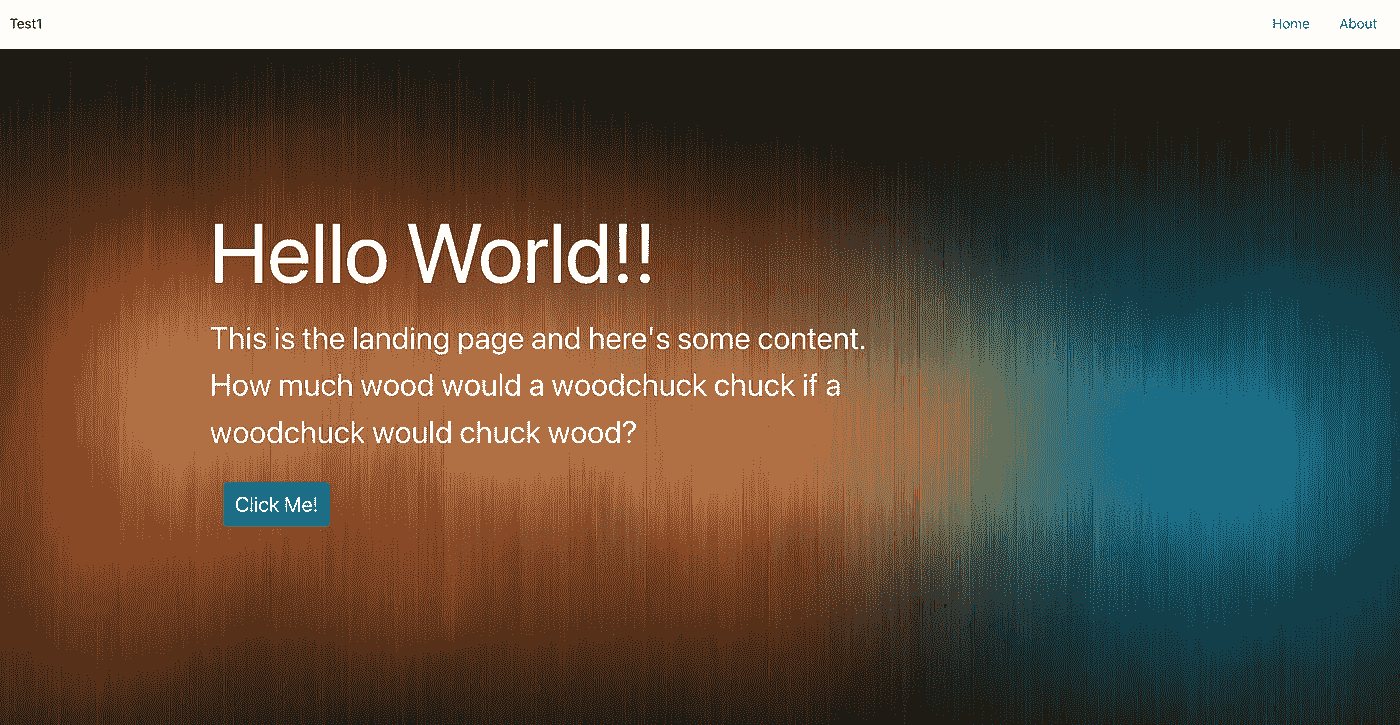 Test1
Home
About
Hello World!!
This is the landing page and here's some content.
How much wood would a woodchuck chuck if a
woodchuck would chuck wood?
Click Me!